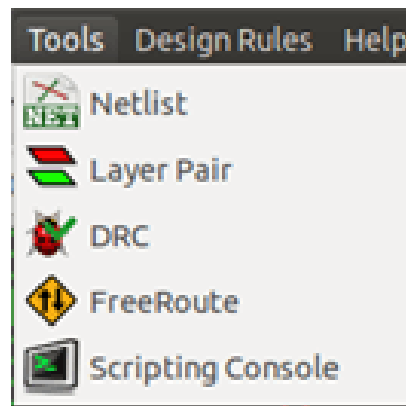 Tools Design Rules Help
NET Netlist
Layer Pair
DRC
FreeRoute
Scripting Console